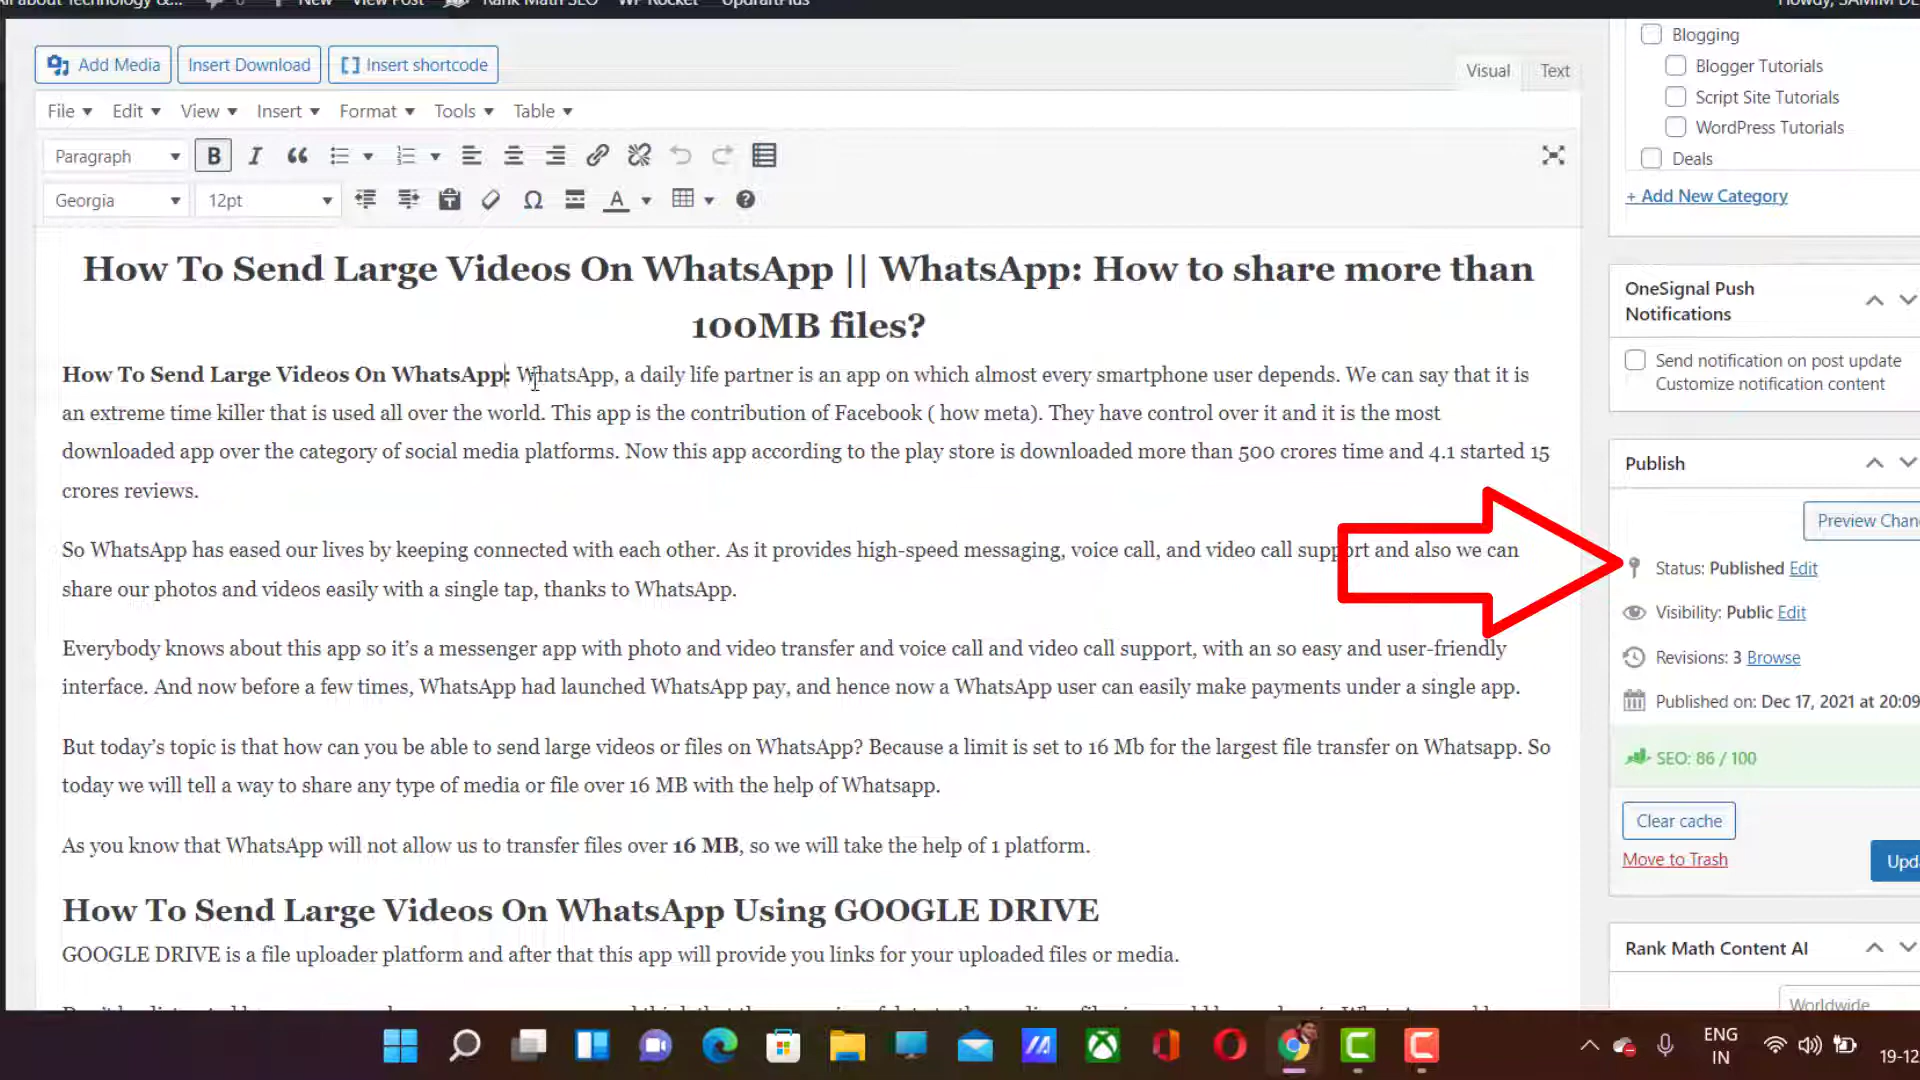 New View Post Rank Math SEO WP Rocket UpdraftPlus
Add Media Insert Download Insert shortcode
Visual Text
File Edit View Insert Format Tools Table
Paragraph
Georgia 12pt
How To Send Large Videos On WhatsApp || WhatsApp: How to share more than
100MB files?
How To Send Large Videos On WhatsApp: WhatsApp, a daily life partner is an app on which almost every smartphone user depends. We can say that it is
an extreme time killer that is used all over the world. This app is the contribution of Facebook ( how meta). They have control over it and it is the most
downloaded app over the category of social media platforms. Now this app according to the play store is downloaded more than 500 crores time and 4.1 started 15
crores reviews.
So WhatsApp has eased our lives by keeping connected with each other. As it provides high-speed messaging, voice call, and video call support and also we can
share our photos and videos easily with a single tap, thanks to WhatsApp.
Everybody knows about this app so it's a messenger app with photo and video transfer and voice call and video call support, with an so easy and user-friendly
interface. And now before a few times, WhatsApp had launched WhatsApp pay, and hence now a WhatsApp user can easily make payments under a single app.
But today's topic is that how can you be able to send large videos or files on WhatsApp? Because a limit is set to 16 Mb for the largest file transfer on Whatsapp. So
today we will tell a way to share any type of media or file over 16 MB with the help of Whatsapp.
As you know that WhatsApp will not allow us to transfer files over 16 MB, so we will take the help of 1 platform.
How To Send Large Videos On WhatsApp Using GOOGLE DRIVE
GOOGLE DRIVE is a file uploader platform and after that this app will provide you links for your uploaded files or media.
Blogging
Blogger Tutorials
Script Site Tutorials
WordPress Tutorials
Deals
+ Add New Category
OneSignal Push
Notifications
Send notification on post update
Customize notification content
Publish
Preview Chan
Status: Published Edit
Visibility: Public Edit
Revisions: 3 Browse
Published on: Dec 17, 2021 at 20:09
SEO: 86 / 100
Clear cache
Move to Trash
Upda
Rank Math Content AI
Worldwide
ENG
IN
19-12